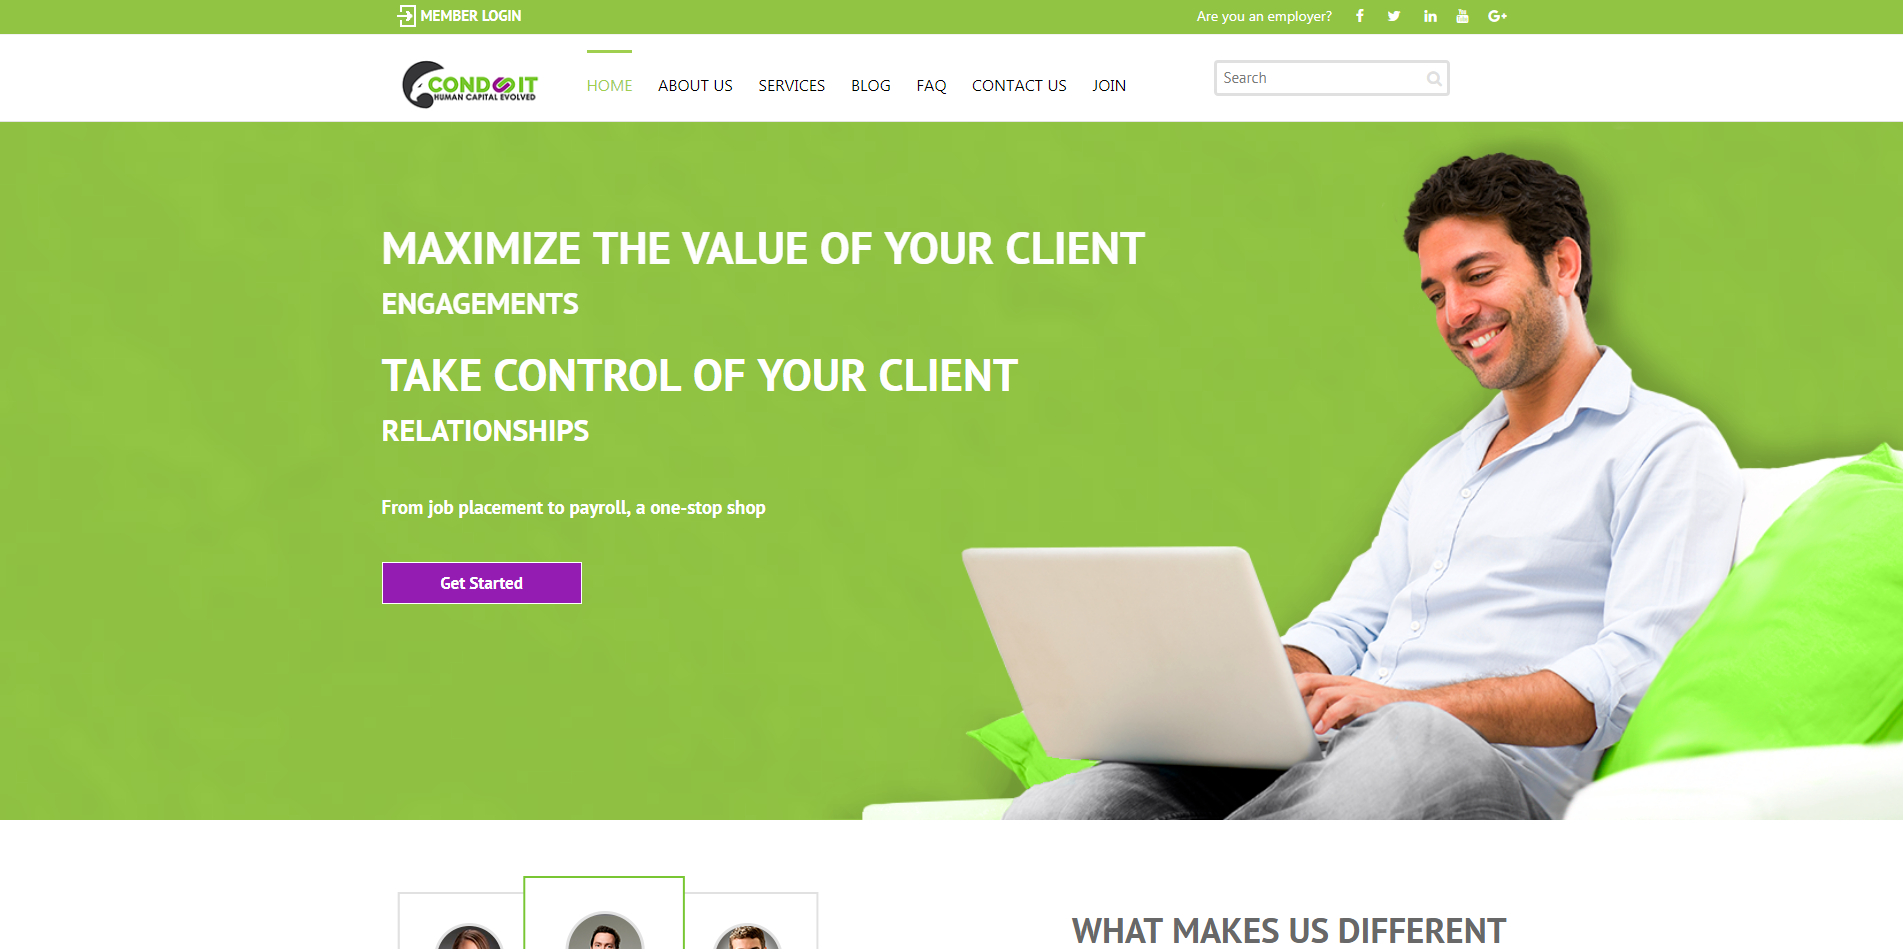 MEMBER LOGIN
Are you an employer?
COND IT
HUMAN CAPITAL EVOLVED
HOME ABOUT US SERVICES BLOG FAQ CONTACT US JOIN
Search
MAXIMIZE THE VALUE OF YOUR CLIENT
ENGAGEMENTS
TAKE CONTROL OF YOUR CLIENT
RELATIONSHIPS
From job placement to payroll, a one-stop shop
Get Started
WHAT MAKES US DIFFERENT